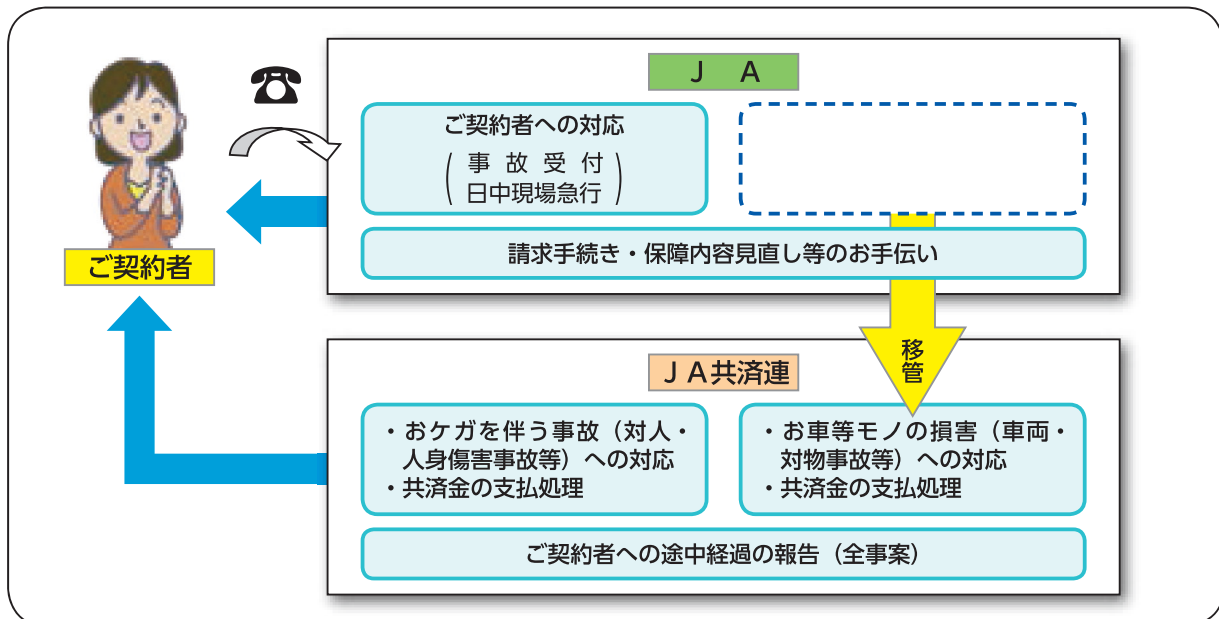 J A
ご契約者への対応
事故受付
日中現場急行
請求手続き・保障内容見直し等のお手伝い
ご契約者
移管
JA共済連
・おケガを伴う事故（対人・
人身傷害事故等）への対応
・共済金の支払処理
・お車等モノの損害（車両・
対物事故等）への対応
・共済金の支払処理
ご契約者への途中経過の報告（全事案）